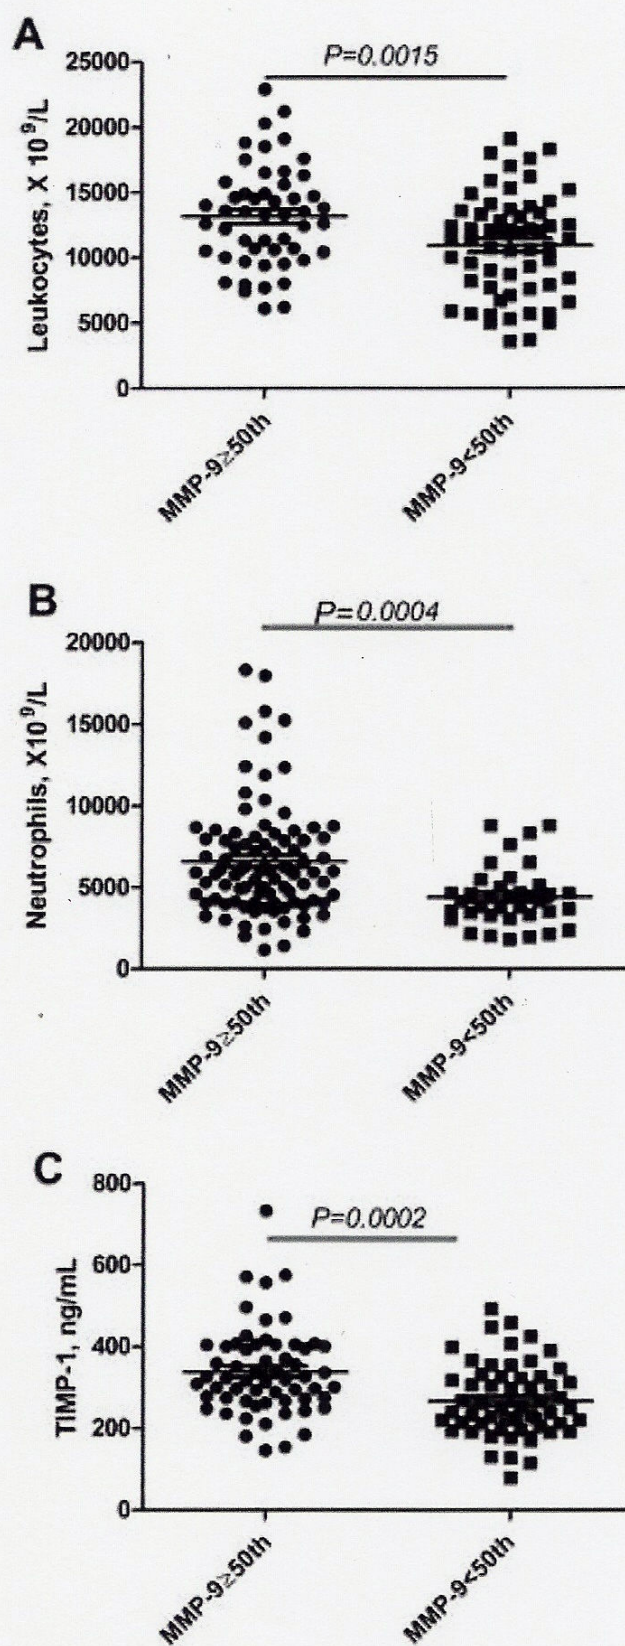 A
P=0.0015
25000
20000
15000
10000
5000
0
Leukocytes, X 10⁹/L
MMP-9≥50th
MMP-9<50th
B
P=0.0004
20000
15000
10000
5000
0
Neutrophils, X10⁹/L
MMP-9≥50th
MMP-9<50th
C
P=0.0002
800
600
400
200
0
TIMP-1, ng/mL
MMP-9≥50th
MMP-9<50th